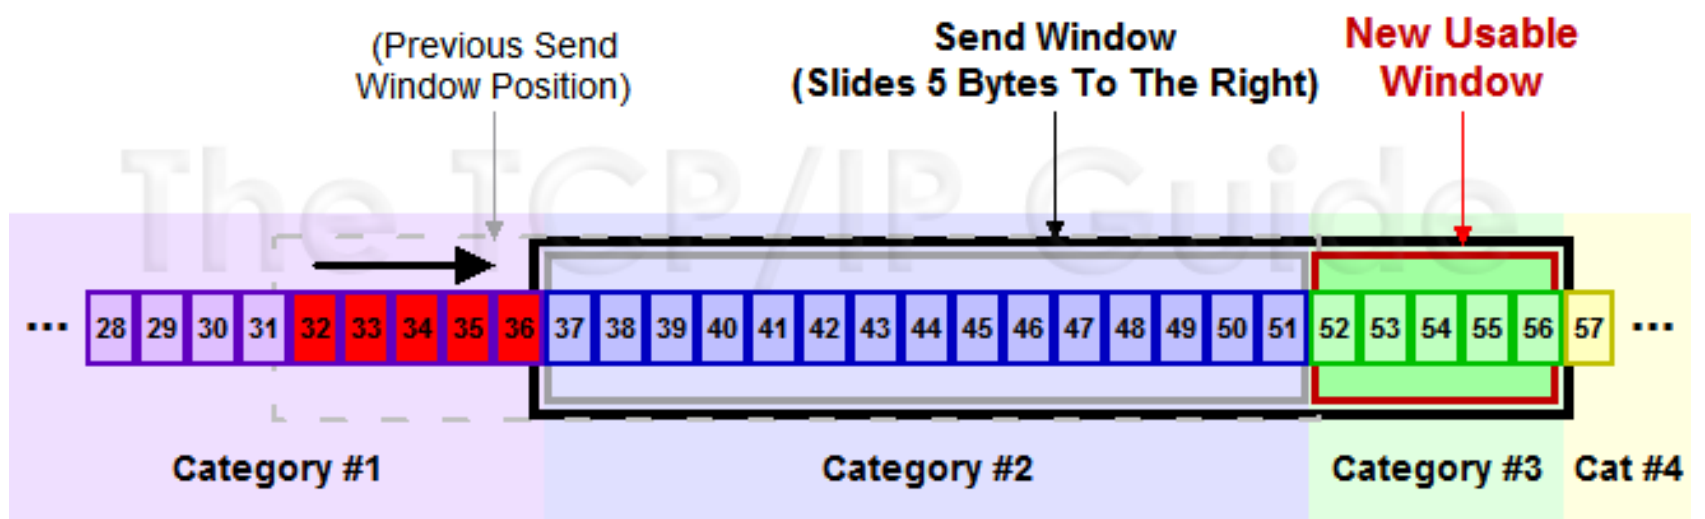 (Previous Send
Window Position)
Send Window
(Slides 5 Bytes To The Right)
New Usable
Window
The TCP/IP Guide
... 28 29 30 31 32 33 34 35 36 37 38 39 40 41 42 43 44 45 46 47 48 49 50 51 52 53 54 55 56 57 ...
Category #1 Category #2 Category #3 Cat #4